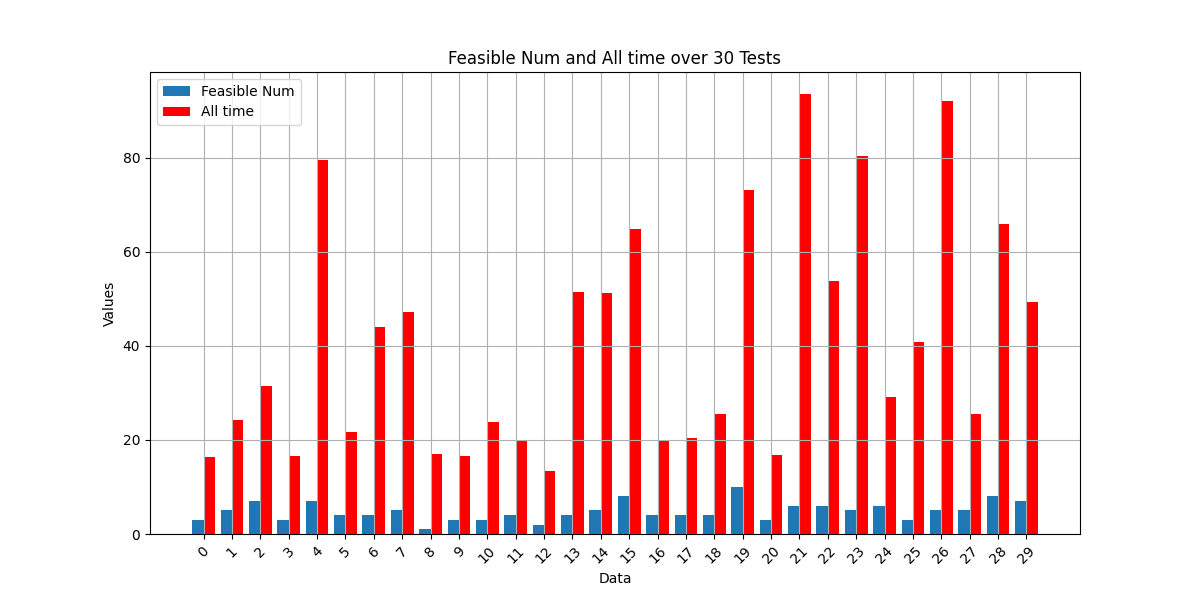 Feasible Num and All time over 30 Tests
Feasible Num
All time
Values
80
60
40
20
0
0 1 2 3 4 5 6 7 8 9 10 11 12 13 14 15 16 17 18 19 20 21 22 23 24 25 26 27 28 29
Data